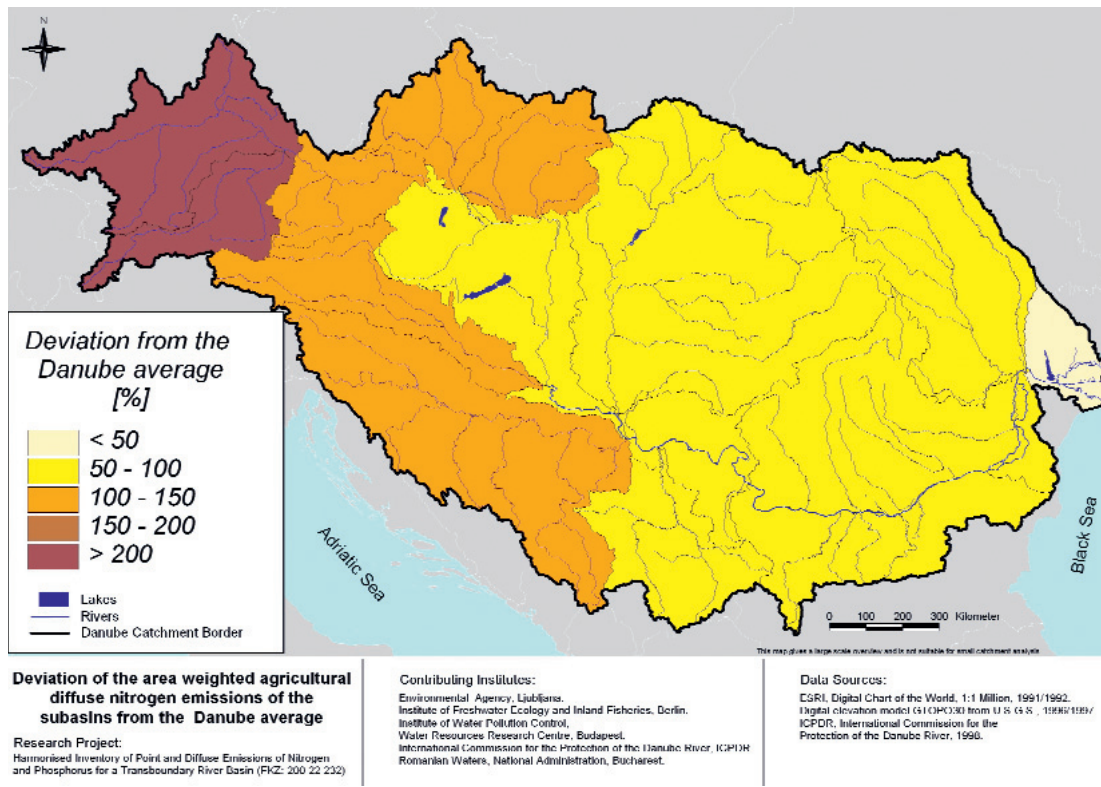 N
Deviation from the
Danube average
[%]
< 50
50 - 100
100 - 150
150 - 200
> 200
Lakes
Rivers
Danube Catchment Border
Adriatic Sea
Black Sea
0 100 200 300 Kilometer
This map gives a large scale overview and is not suitable for small catchment analysis
Deviation of the area weighted agricultural
diffuse nitrogen emissions of the
subasins from the Danube average
Research Project:
Harmonised Inventory of Point and Diffuse Emissions of Nitrogen
and Phosphorus for a Transboundary River Basin (FKZ: 200 22 232)
Contributing Institutes:
Environmental Agency, Ljubljana.
Institute of Freshwater Ecology and Inland Fisheries, Berlin.
Institute of Water Pollution Control,
Water Resources Research Centre, Budapest.
International Commission for the Protection of the Danube River, ICPDR
Romanian Waters, National Administration, Bucharest.
Data Sources:
ESRI, Digital Chart of the World, 1:1 Million, 1991/1992.
Digital elevation model GTOPO30 from U.S.G.S., 1996/1997
ICPDR, International Commission for the
Protection of the Danube River, 1998.